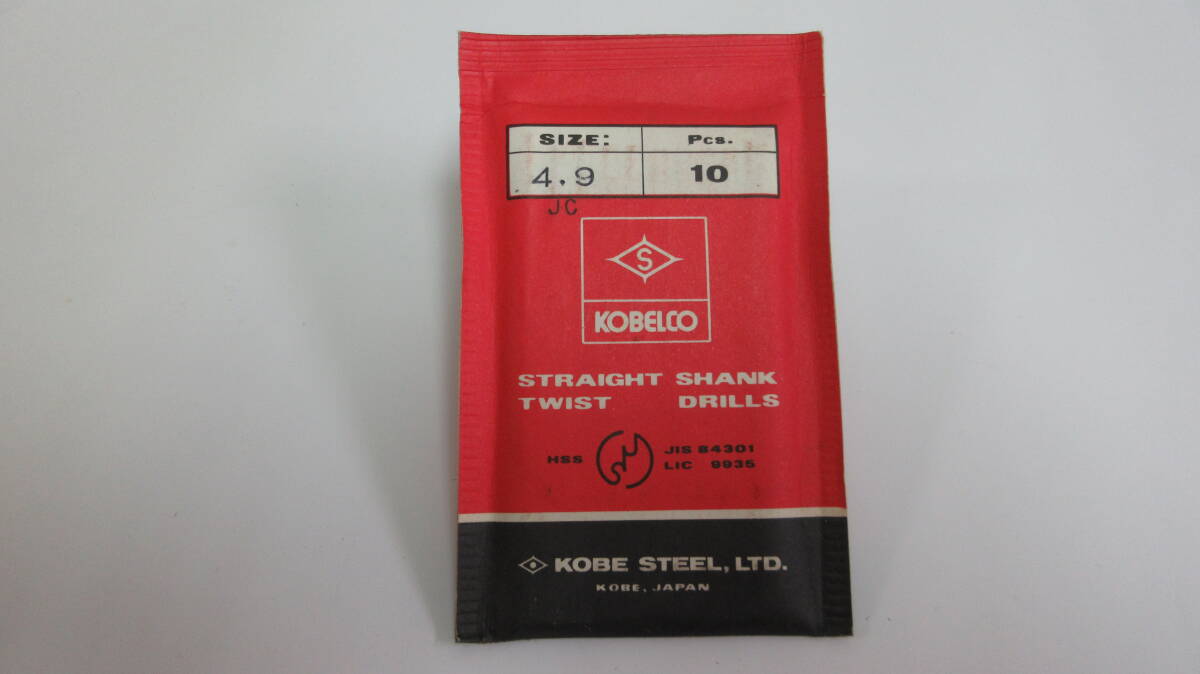 SIZE: Pcs.
4.9 10
JC
S
KOBELCO
STRAIGHT SHANK
TWIST DRILLS
HSS JIS B4301
LIC 9935
KOBE STEEL, LTD.
KOBE, JAPAN